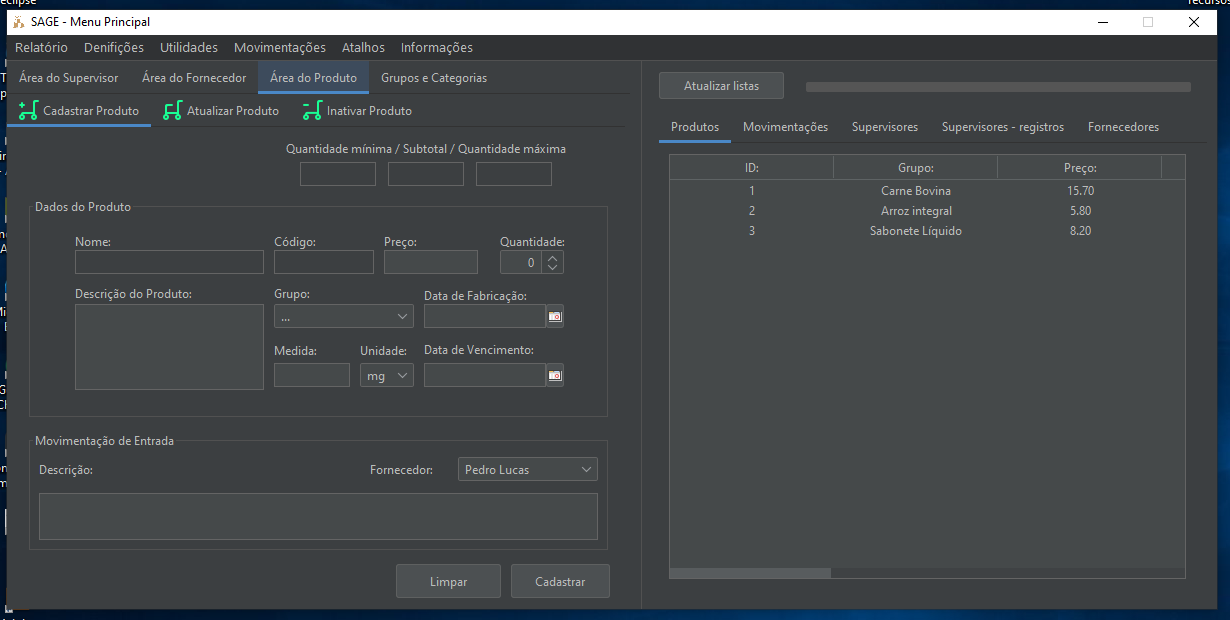 eclipse
recursos
SAGE - Menu Principal
Relatório Denifições Utilidades Movimentações Atalhos Informações
Área do Supervisor Área do Fornecedor Área do Produto Grupos e Categorias
Cadastrar Produto Atualizar Produto Inativar Produto
Quantidade mínima / Subtotal / Quantidade máxima
Dados do Produto
Nome: Código: Preço: Quantidade:
0
Descrição do Produto: Grupo: Data de Fabricação:
...
Medida: Unidade: Data de Vencimento:
mg
Movimentação de Entrada
Descrição: Fornecedor: Pedro Lucas
Limpar Cadastrar
Atualizar listas
Produtos Movimentações Supervisores Supervisores - registros Fornecedores
ID: Grupo: Preço:
1 Carne Bovina 15.70
2 Arroz integral 5.80
3 Sabonete Líquido 8.20